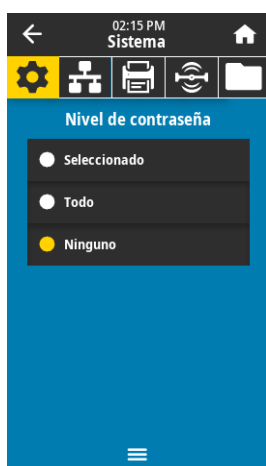 02:15 PM
Sistema
Nivel de contraseña
Seleccionado
Todo
Ninguno